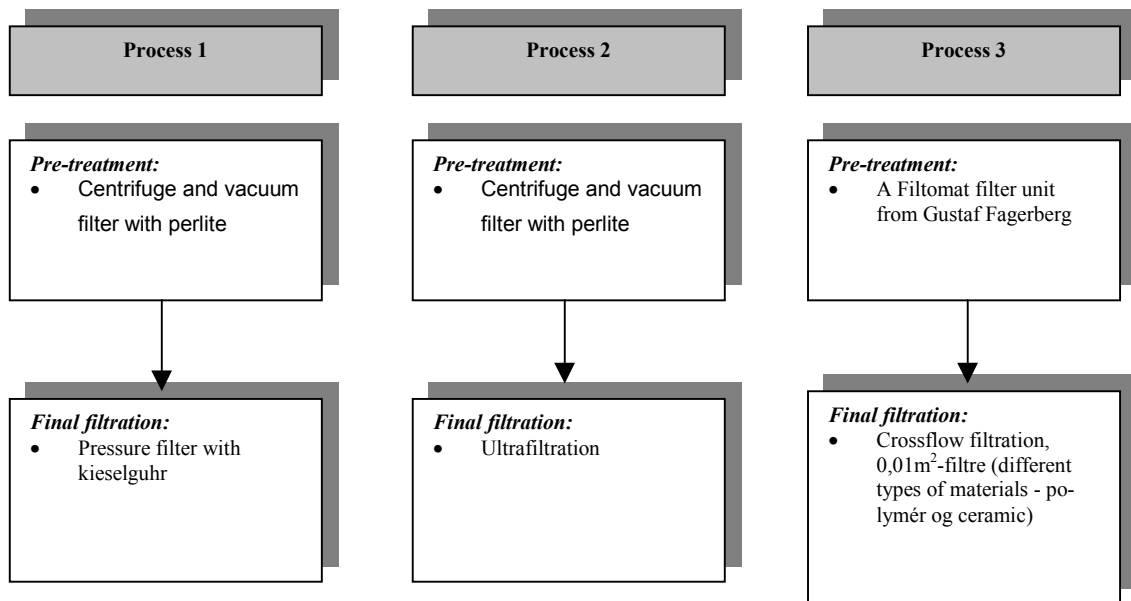 Process 1
Process 2
Process 3
Pre-treatment:
• Centrifuge and vacuum
filter with perlite
Pre-treatment:
• Centrifuge and vacuum
filter with perlite
Pre-treatment:
• A Filtomat filter unit
from Gustaf Fagerberg
Final filtration:
• Pressure filter with
kieselguhr
Final filtration:
• Ultrafiltration
Final filtration:
• Crossflow filtration,
0,01m²-filtre (different
types of materials - po-
lymér og ceramic)